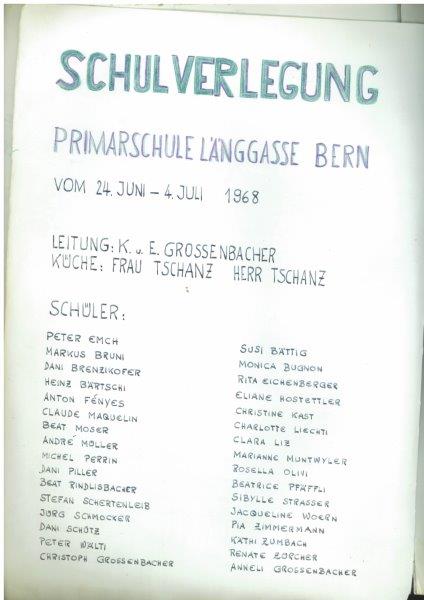 SCHULVERLEGUNG
PRIMARSCHULE LÄNGGASSE BERN
VOM 24. JUNI – 4. JULI 1968
LEITUNG: K. u. E. GROSSENBACHER
KÜCHE: FRAU TSCHANZ HERR TSCHANZ
SCHÜLER:
PETER EMCH
MARKUS BRUNI
DANI BRENZIKOFER
HEINZ BÄRTSCHI
ANTON FÉNYES
CLAUDE MAQUELIN
BEAT MOSER
ANDRÉ MÜLLER
MICHEL PERRIN
DANI PILLER
BEAT RINDLISBACHER
STEFAN SCHERTENLEIB
JÜRG SCHMOCKER
DANI SCHÜTZ
PETER WÄLTI
CHRISTOPH GROSSENBACHER
SUSI BÄTTIG
MONICA BUGNON
RITA EICHENBERGER
ELIANE HOSTETTLER
CHRISTINE KAST
CHARLOTTE LIECHTI
CLARA LIZ
MARIANNE MUNTWYLER
ROSELLA OLIVI
BEATRICE PFÄFFLI
SIBYLLE STRASSER
JACQUELINE WOERN
PIA ZIMMERMANN
KÄTHI ZUMBACH
RENATE ZÜRCHER
ANNELI GROSSENBACHER